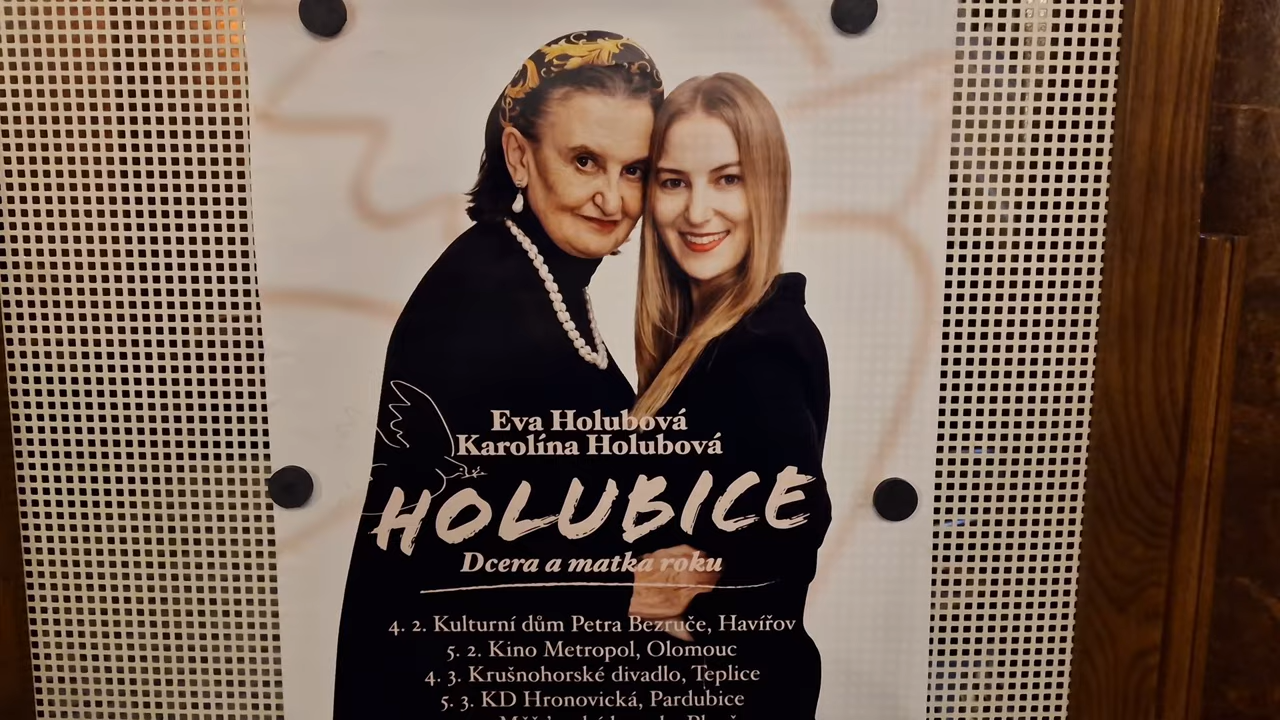 Eva Holubová
Karolína Holubová
HOLUBICE
Dcera a matka roku
4. 2. Kulturní dům Petra Bezruče, Havířov
5. 2. Kino Metropol, Olomouc
4. 3. Krušnohorské divadlo, Teplice
5. 3. KD Hronovická, Pardubice